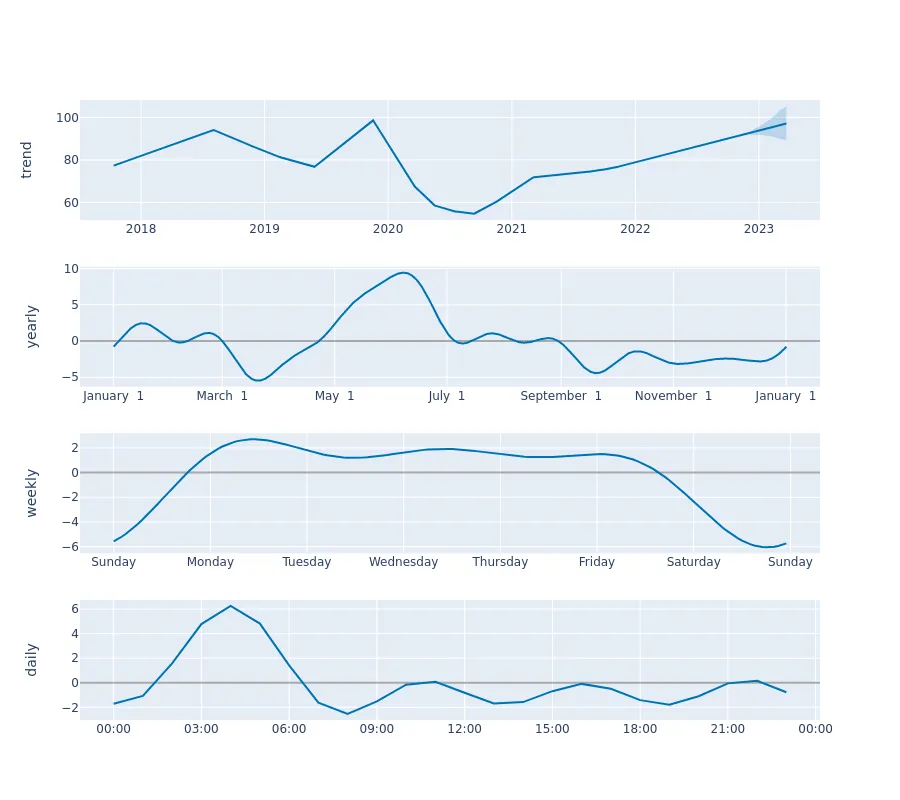 trend
100
80
60
2018 2019 2020 2021 2022 2023
yearly
10
5
0
−5
January 1 March 1 May 1 July 1 September 1 November 1 January 1
weekly
2
0
−2
−4
−6
Sunday Monday Tuesday Wednesday Thursday Friday Saturday Sunday
daily
6
4
2
0
−2
00:00 03:00 06:00 09:00 12:00 15:00 18:00 21:00 00:00